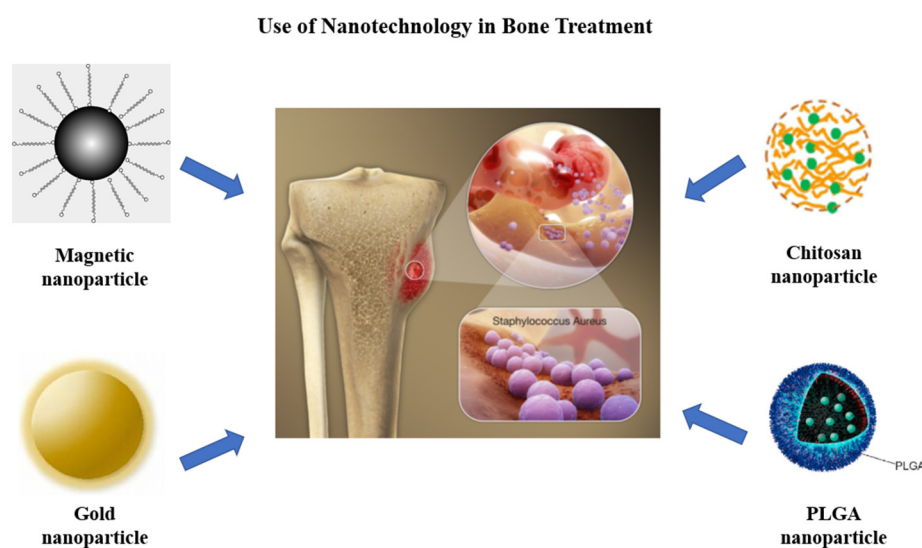 Use of Nanotechnology in Bone Treatment
Magnetic
nanoparticle
Chitosan
nanoparticle
Staphylococcus Aureus
Gold
nanoparticle
PLGA
PLGA
nanoparticle